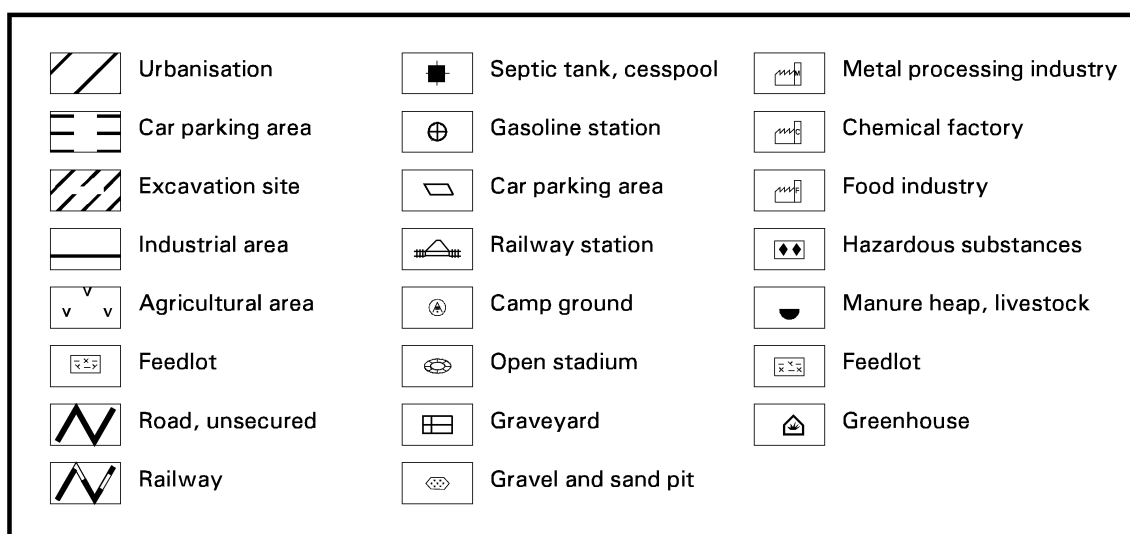 Urbanisation
Car parking area
Excavation site
Industrial area
Agricultural area
Feedlot
Road, unsecured
Railway
Septic tank, cesspool
Gasoline station
Car parking area
Railway station
Camp ground
Open stadium
Graveyard
Gravel and sand pit
M Metal processing industry
C Chemical factory
F Food industry
Hazardous substances
Manure heap, livestock
Feedlot
Greenhouse